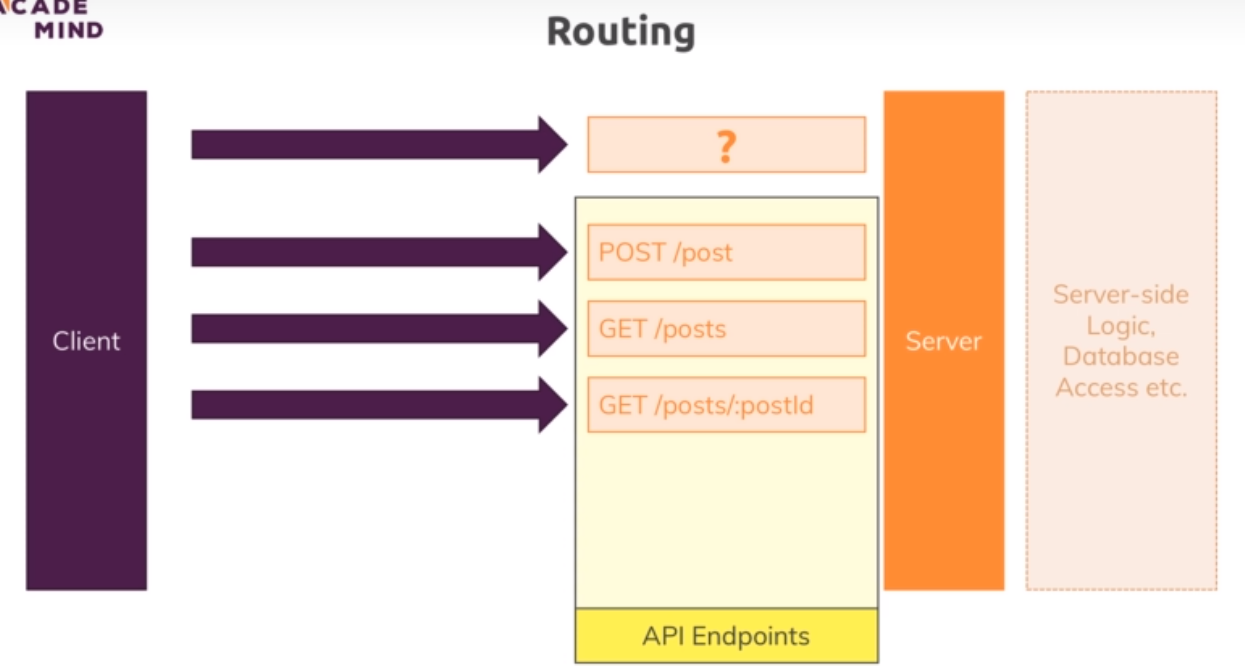 ACADE
MIND
Routing
?
POST /post
GET /posts
GET /posts/:postId
Client
Server
Server-side
Logic,
Database
Access etc.
API Endpoints